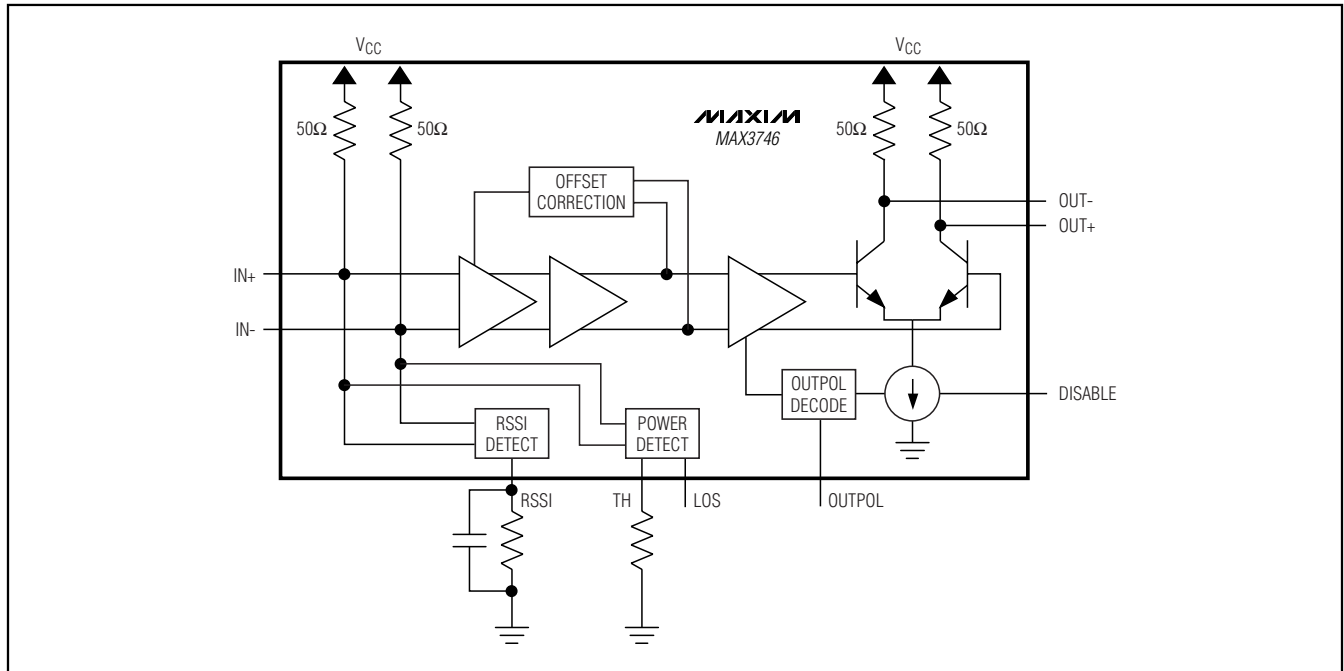 VCC
VCC
50Ω
50Ω
MAXIM
MAX3746
50Ω
50Ω
OFFSET
CORRECTION
OUT-
OUT+
IN+
IN-
OUTPOL
DECODE
DISABLE
RSSI
DETECT
POWER
DETECT
RSSI
TH
LOS
OUTPOL